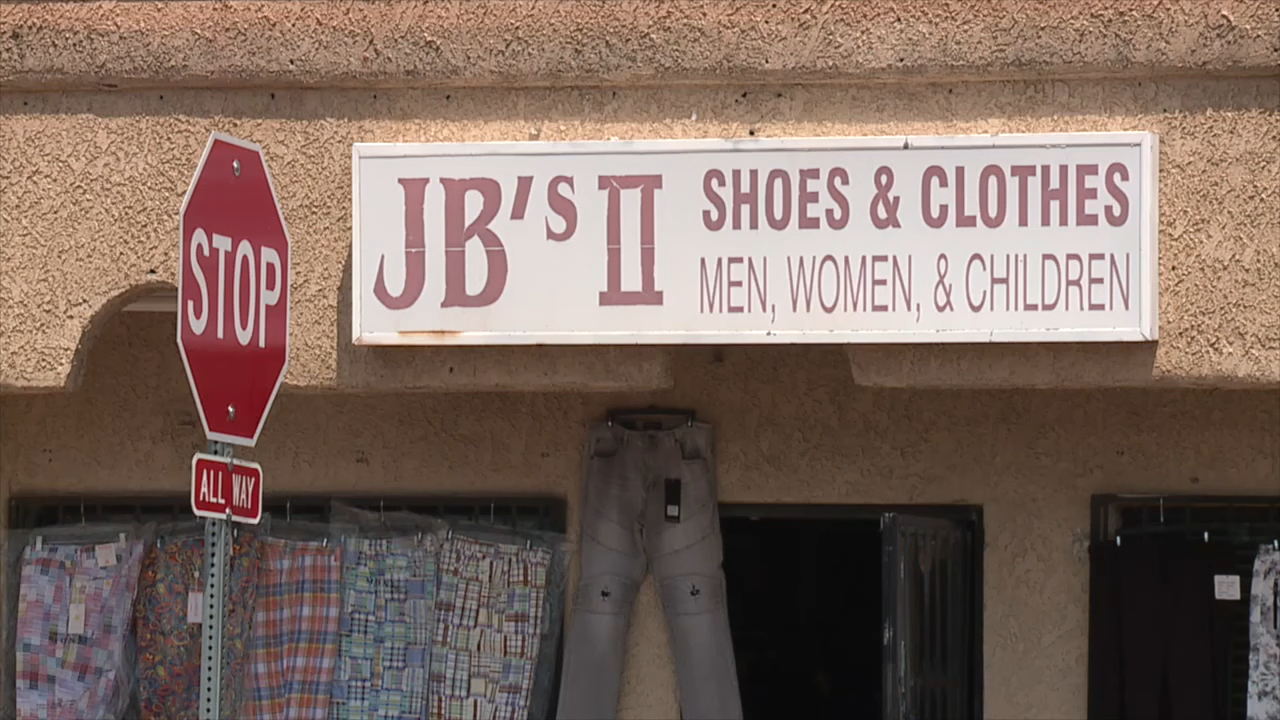 STOP
ALL WAY
JB'S II
SHOES & CLOTHES
MEN, WOMEN, & CHILDREN